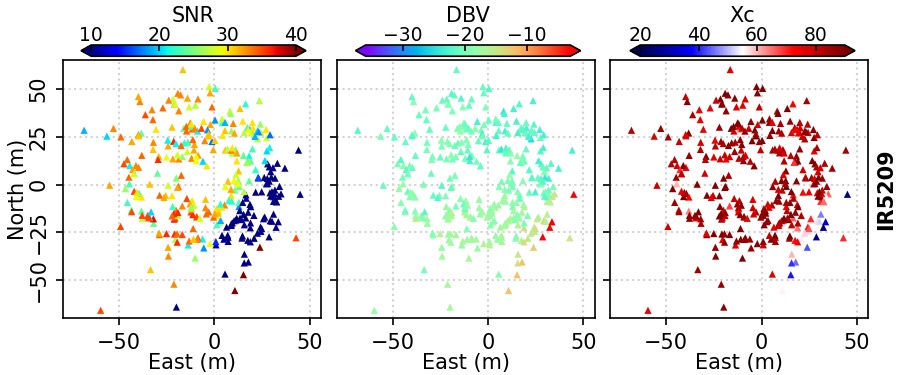 SNR DBV Xc
10 20 30 40 −30 −20 −10 20 40 60 80
North (m)
50
25
0
−25
−50
−50 0 50 −50 0 50 −50 0 50
East (m) East (m) East (m)
IR5209